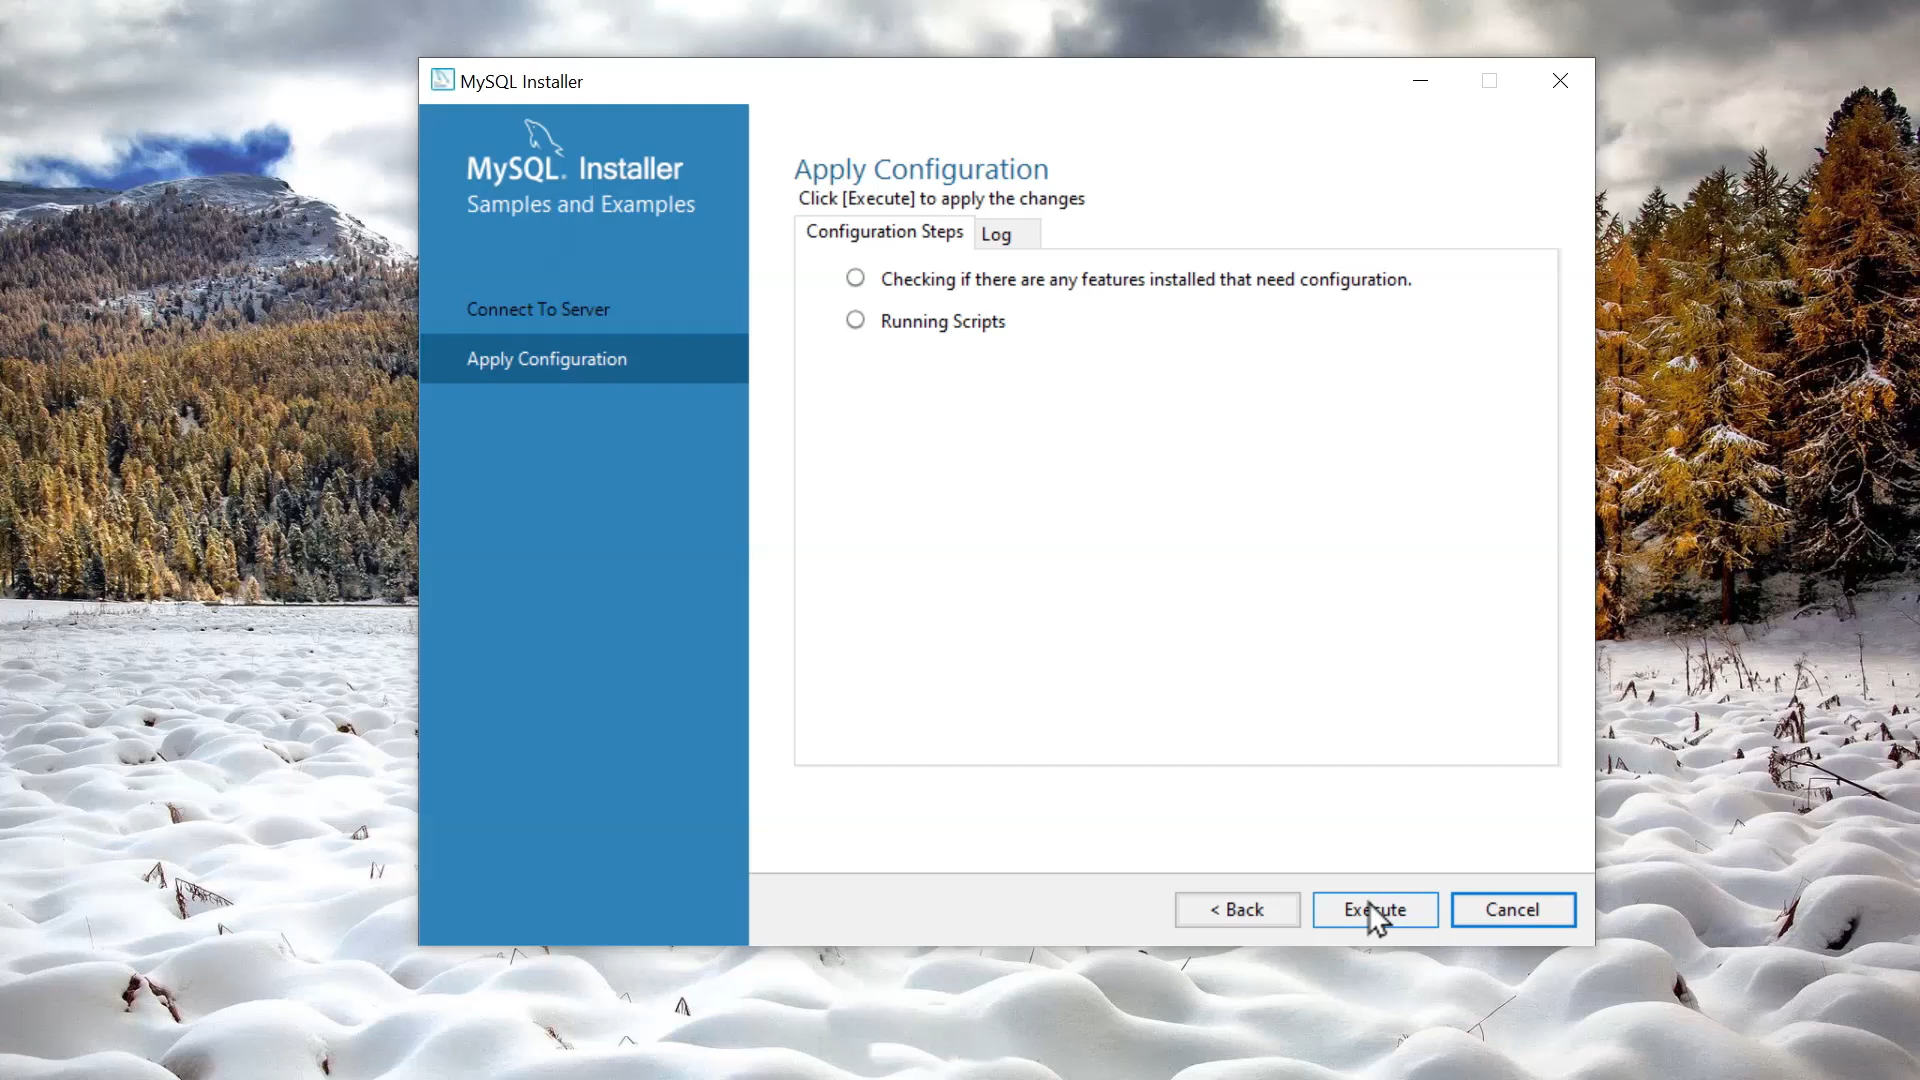 MySQL Installer
MySQL. Installer
Samples and Examples
Connect To Server
Apply Configuration
Apply Configuration
Click [Execute] to apply the changes
Configuration Steps
Log
Checking if there are any features installed that need configuration.
Running Scripts
< Back
Execute
Cancel